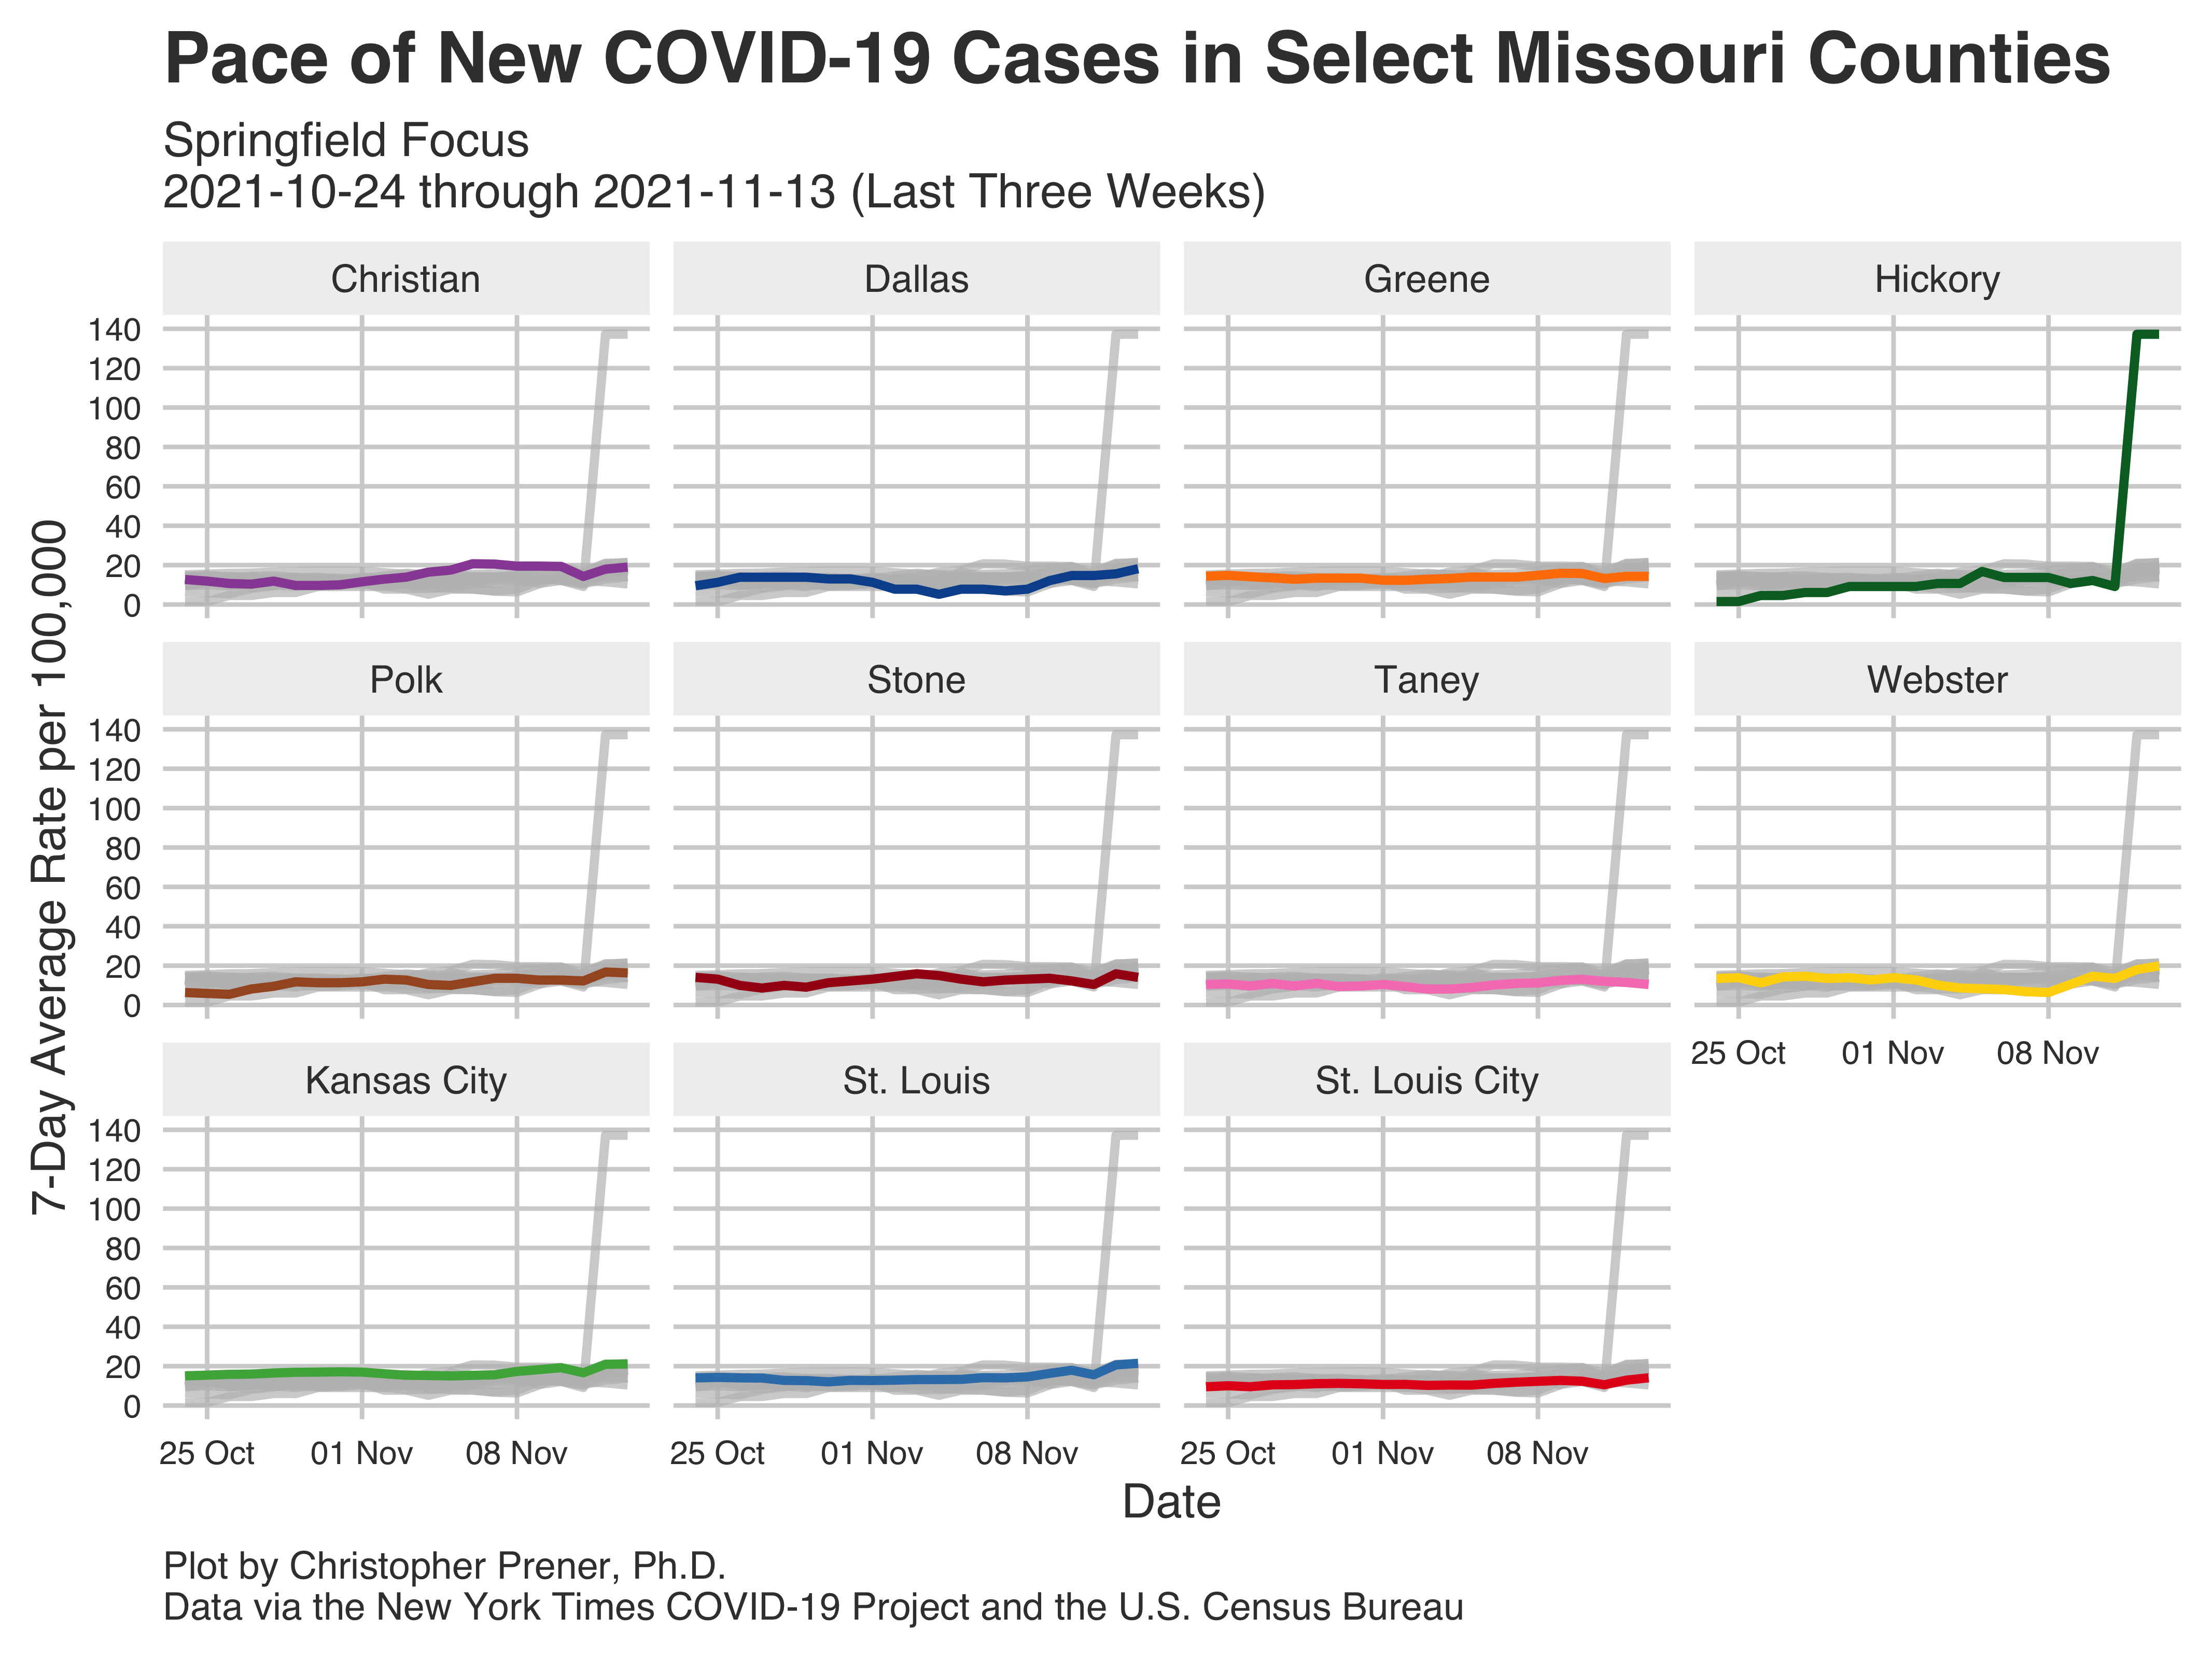 Pace of New COVID-19 Cases in Select Missouri Counties
Springfield Focus
2021-10-24 through 2021-11-13 (Last Three Weeks)
Christian
Dallas
Greene
Hickory
140
120
100
80
60
40
20
0
Polk
Stone
Taney
Webster
140
120
100
80
60
40
20
0
25 Oct 01 Nov 08 Nov
Kansas City
St. Louis
St. Louis City
140
120
100
80
60
40
20
0
25 Oct 01 Nov 08 Nov
25 Oct 01 Nov 08 Nov
25 Oct 01 Nov 08 Nov
7-Day Average Rate per 100,000
Date
Plot by Christopher Prener, Ph.D.
Data via the New York Times COVID-19 Project and the U.S. Census Bureau